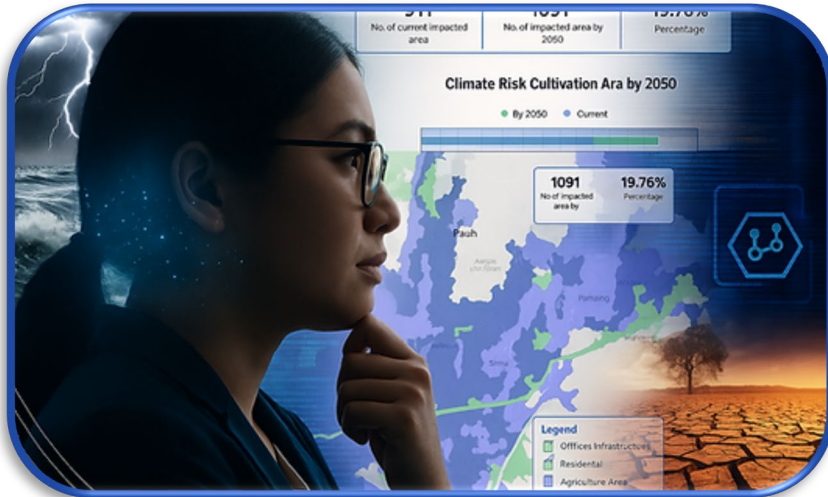 1091
19.76%
No. of current impacted
area
No. of impacted area by
2050
Percentage
Climate Risk Cultivation Ara by 2050
By 2050
Current
1091
19.76%
No of impacted
area by
Percentage
Pauh
Legend
Offfices Infrastructues
Residental
Agriculture Area